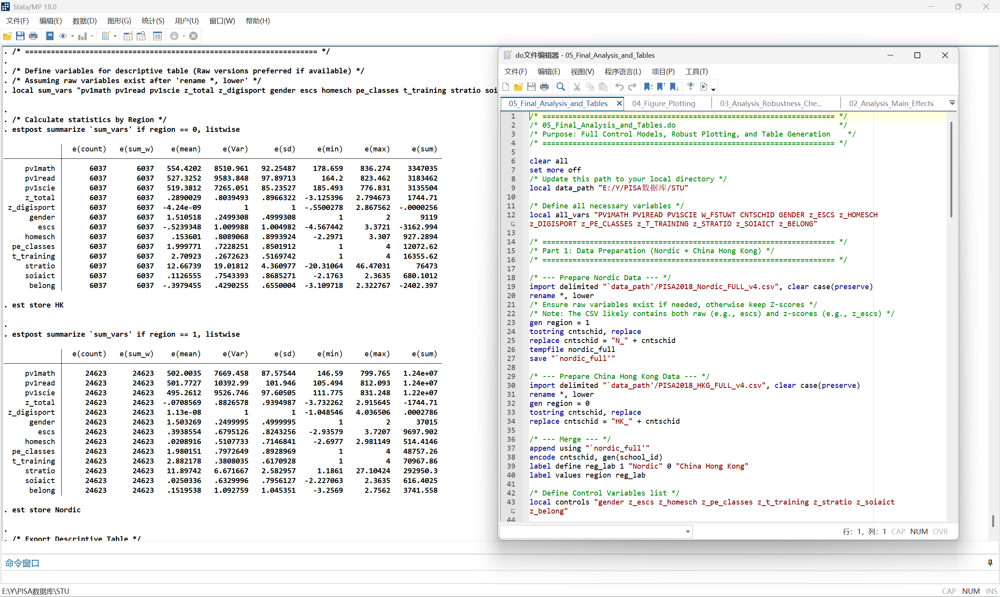 Stata/MP 18.0
文件(F) 编辑(E) 数据(D) 图形(G) 统计(S) 用户(U) 窗口(W) 帮助(H)
. /* ==================================================================== */
.
. /* Define variables for descriptive table (Raw versions preferred if available) */
. /* Assuming raw variables exist after 'rename *, lower' */
. local sum_vars "pv1math pv1read pv1scie z_total z_digisport gender escs homesch pe_classes t_training stratio soi
.
. /* Calculate statistics by Region */
. estpost summarize `sum_vars' if region == 0, listwise
e(count) e(sum_w) e(mean) e(Var) e(sd) e(min) e(max) e(sum)
pv1math 6037 6037 554.4202 8510.961 92.25487 178.659 836.274 3347035
pv1read 6037 6037 527.3252 9583.848 97.89713 164.2 823.462 3183462
pv1scie 6037 6037 519.3812 7265.051 85.23527 185.493 776.831 3135504
z_total 6037 6037 .2890029 .8039493 .8966322 -3.125396 2.794673 1744.71
z_digisport 6037 6037 -4.24e-09 1 1 -.5500278 2.867562 -.0000256
gender 6037 6037 1.510518 .2499308 .4999308 1 2 9119
escs 6037 6037 -.5239348 1.009988 1.004982 -4.567442 3.3721 -3162.994
homesch 6037 6037 .153601 .8089068 .8993924 -2.2971 3.307 927.2894
pe_classes 6037 6037 1.999771 .7228251 .8501912 1 4 12072.62
t_training 6037 6037 2.70923 .2672623 .5169742 1 4 16355.62
stratio 6037 6037 12.66739 19.01812 4.360977 -20.31064 46.47031 76473
soiaict 6037 6037 .1126555 .7543393 .8685271 -2.1763 2.3635 680.1012
belong 6037 6037 -.3979455 .4290255 .6550004 -3.109718 2.322767 -2402.397
. est store HK
.
. estpost summarize `sum_vars' if region == 1, listwise
e(count) e(sum_w) e(mean) e(Var) e(sd) e(min) e(max) e(sum)
pv1math 24623 24623 502.0035 7669.458 87.57544 146.59 799.765 1.24e+07
pv1read 24623 24623 501.7727 10392.99 101.946 105.494 812.093 1.24e+07
pv1scie 24623 24623 495.2612 9526.746 97.60505 111.775 831.248 1.22e+07
z_total 24623 24623 -.0708569 .8826578 .9394987 -3.732262 2.915645 -1744.71
z_digisport 24623 24623 1.13e-08 1 1 -1.048546 4.036506 .0002786
gender 24623 24623 1.503269 .2499995 .4999995 1 2 37015
escs 24623 24623 .3938554 .6795126 .8243256 -2.93579 3.7207 9697.902
homesch 24623 24623 .0208916 .5107733 .7146841 -2.6977 2.981149 514.4146
pe_classes 24623 24623 1.980151 .7972649 .8928969 1 4 48757.26
t_training 24623 24623 2.882178 .3808035 .6170928 1 4 70967.86
stratio 24623 24623 11.89742 6.671667 2.582957 1.1861 27.10424 292950.3
soiaict 24623 24623 .0250336 .6329996 .7956127 -2.227063 2.3635 616.4025
belong 24623 24623 .1519538 1.092759 1.045351 -3.2569 2.7562 3741.558
. est store Nordic
.
. /* Export Descriptive Table */
do文件编辑器 - 05_Final_Analysis_and_Tables
文件(F) 编辑(E) 视图(V) 程序语言(L) 项目(P) 工具(T)
05_Final_Analysis_and_Tables 04_Figure_Plotting 03_Analysis_Robustness_Che... 02_Analysis_Main_Effects
1 /* ==================================================================== */
2 /* 05_Final_Analysis_and_Tables.do */
3 /* Purpose: Full Control Models, Robust Plotting, and Table Generation */
4 /* ==================================================================== */
5
6 clear all
7 set more off
8 /* Update this path to your local directory */
9 local data_path "E:/Y/PISA数据库/STU"
10
11 /* Define all necessary variables */
12 local all_vars "PV1MATH PV1READ PV1SCIE W_FSTUWT CNTSCHID GENDER z_ESCS z_HOMESCH
z_DIGISPORT z_PE_CLASSES z_T_TRAINING z_STRATIO z_SOIAICT z_BELONG"
13
14 /* ==================================================================== */
15 /* Part 1: Data Preparation (Nordic + China Hong Kong) */
16 /* ==================================================================== */
17
18 /* --- Prepare Nordic Data --- */
19 import delimited "`data_path'/PISA2018_Nordic_FULL_v4.csv", clear case(preserve)
20 rename *, lower
21 /* Ensure raw variables exist if needed, otherwise keep Z-scores */
22 /* Note: The CSV likely contains both raw (e.g., escs) and z-scores (e.g., z_escs) */
23 gen region = 1
24 tostring cntschid, replace
25 replace cntschid = "N_" + cntschid
26 tempfile nordic_full
27 save "`nordic_full'"
28
29 /* --- Prepare China Hong Kong Data --- */
30 import delimited "`data_path'/PISA2018_HKG_FULL_v4.csv", clear case(preserve)
31 rename *, lower
32 gen region = 0
33 tostring cntschid, replace
34 replace cntschid = "HK_" + cntschid
35
36 /* --- Merge --- */
37 append using "`nordic_full'"
38 encode cntschid, gen(school_id)
39 label define reg_lab 1 "Nordic" 0 "China Hong Kong"
40 label values region reg_lab
41
42 /* Define Control Variables list */
43 local controls "gender z_escs z_homesch z_pe_classes z_t_training z_stratio z_soiaict
z_belong"
44
行: 1, 列: 1 CAP NUM OVR
命令窗口
E:\Y\PISA数据库\STU
CAP NUM INS